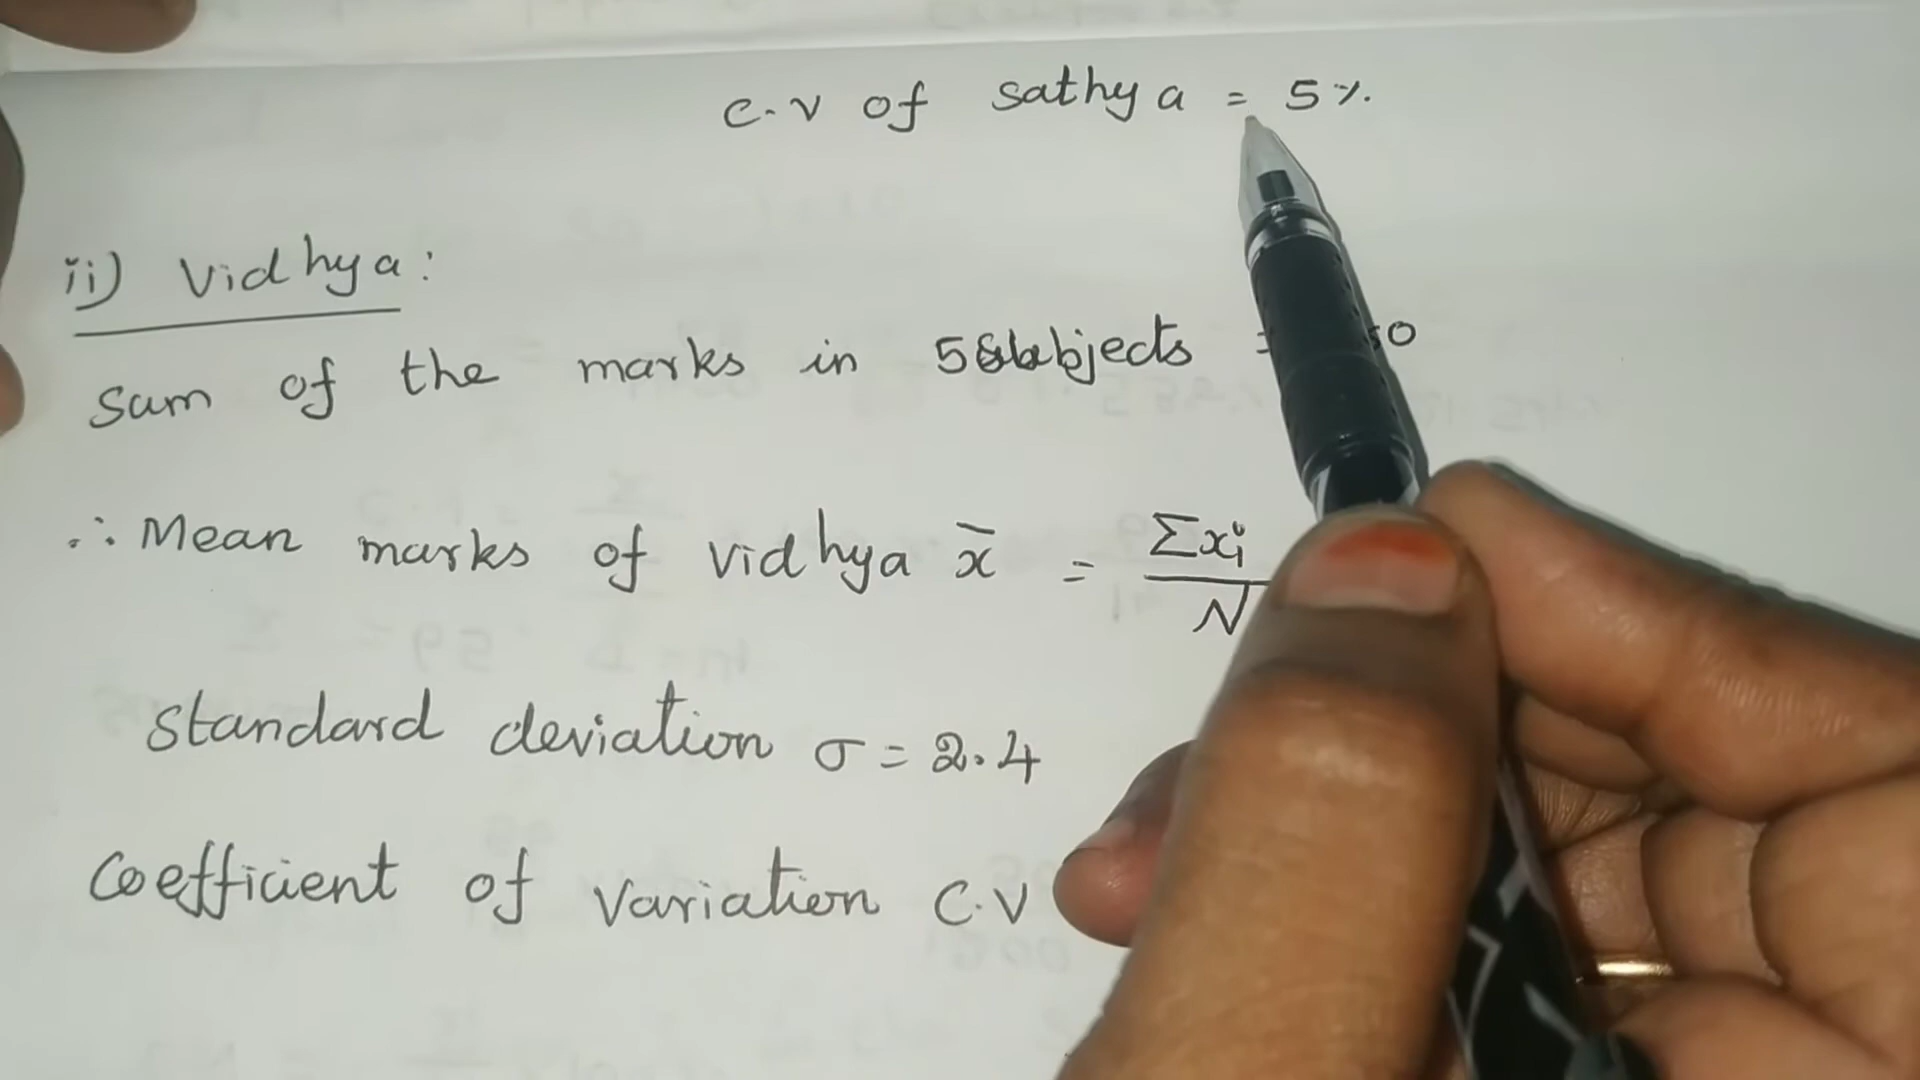 C.V of sathya = 5%
ii) Vidhya:
Sum of the marks in 5 Subjects =
∴ Mean marks of vidhya x̄ = Σxi / N
Standard deviation σ = 2.4
Coefficient of Variation C.V